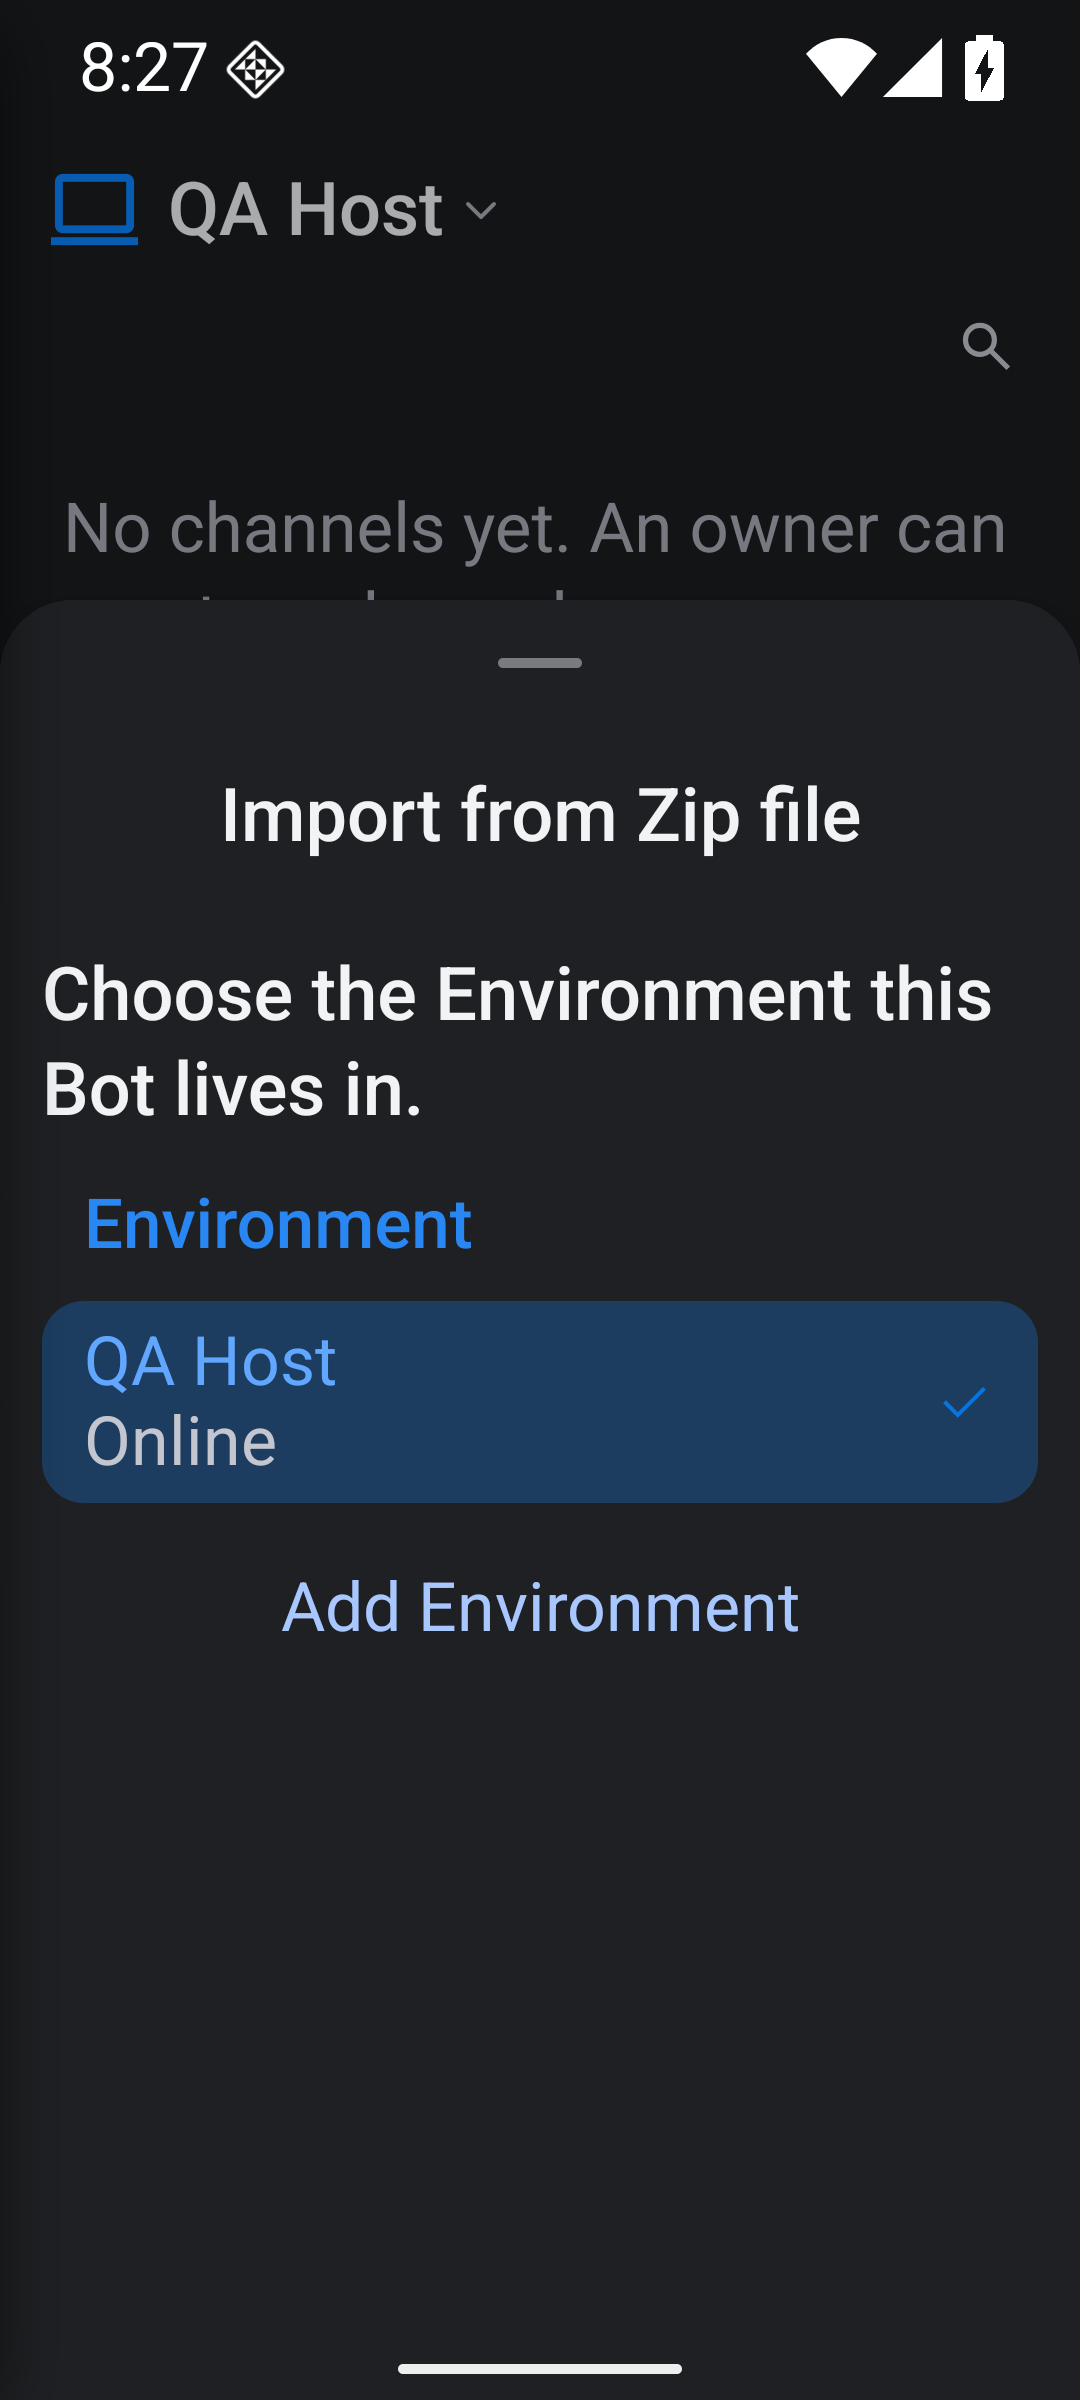 8:27
QA Host
No channels yet. An owner can
Import from Zip file
Choose the Environment this
Bot lives in.
Environment
QA Host
Online
Add Environment